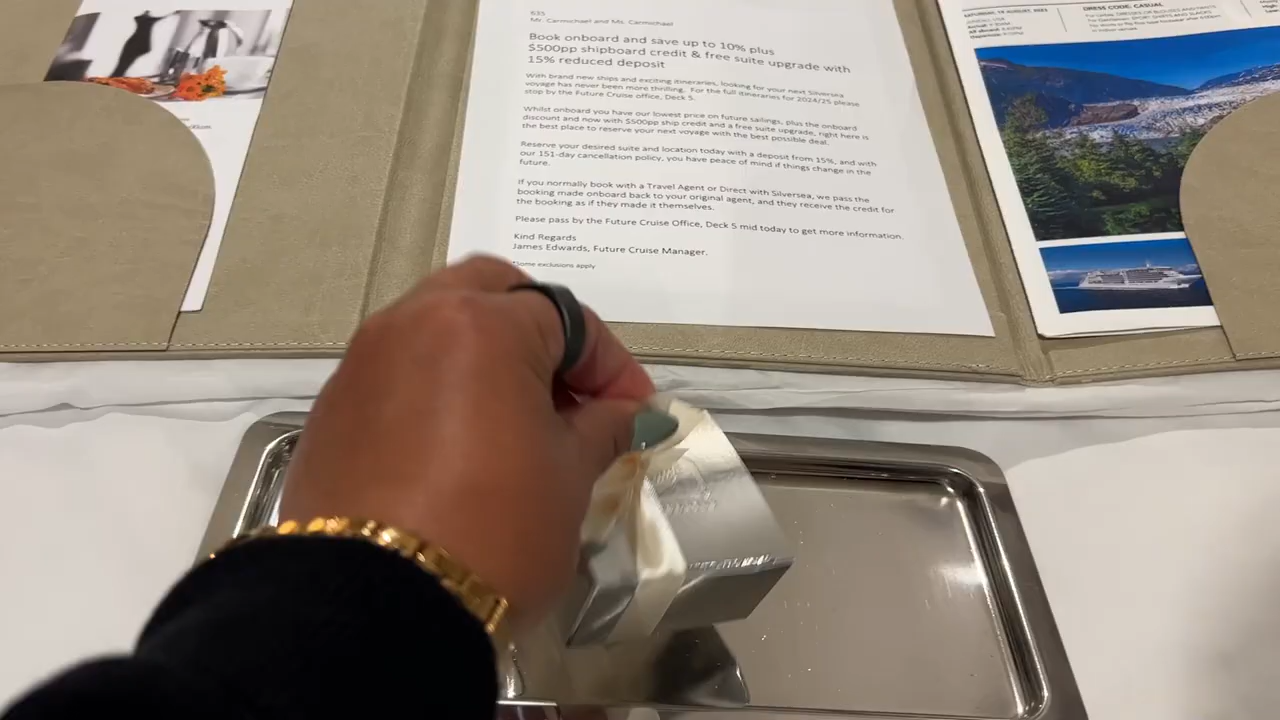 635
Mr. Carmichael and Ms. Carmichael
Book onboard and save up to 10% plus
$500pp shipboard credit & free suite upgrade with
15% reduced deposit
With brand new ships and exciting itineraries, looking for your next Silversea
voyage has never been more thrilling. For the full itineraries for 2024/25 please
stop by the Future Cruise office, Deck 5.
Whilst onboard you have our lowest price on future sailings, plus the onboard
discount and now with $500pp ship credit and a free suite upgrade, right here is
the best place to reserve your next voyage with the best possible deal.
Reserve your desired suite and location today with a deposit from 15%, and with
our 151-day cancellation policy, you have peace of mind if things change in the
future.
If you normally book with a Travel Agent or Direct with Silversea, we pass the
booking made onboard back to your original agent, and they receive the credit for
the booking as if they made it themselves.
Please pass by the Future Cruise Office, Deck 5 mid today to get more information.
Kind Regards
James Edwards, Future Cruise Manager.
*Some exclusions apply
DRESS CODE: CASUAL